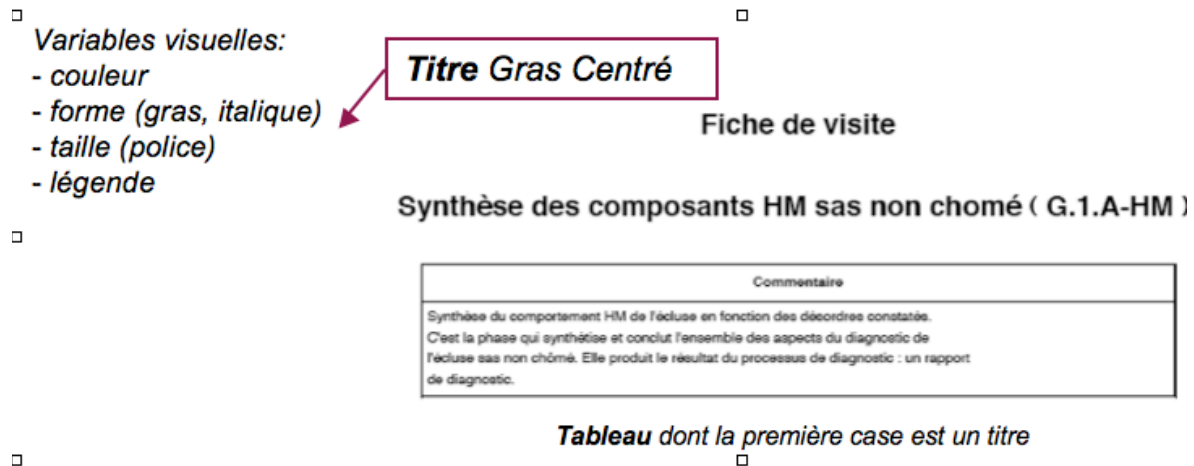 Variables visuelles:
- couleur
- forme (gras, italique)
- taille (police)
- légende
Titre Gras Centré
Fiche de visite
Synthèse des composants HM sas non chomé ( G.1.A-HM )
Commentaire
Synthèse du comportement HM de l'écluse en fonction des désordres constatés.
C'est la phase qui synthétise et conclut l'ensemble des aspects du diagnostic de
l'écluse sas non chômé. Elle produit le résultat du processus de diagnostic : un rapport
de diagnostic.
Tableau dont la première case est un titre